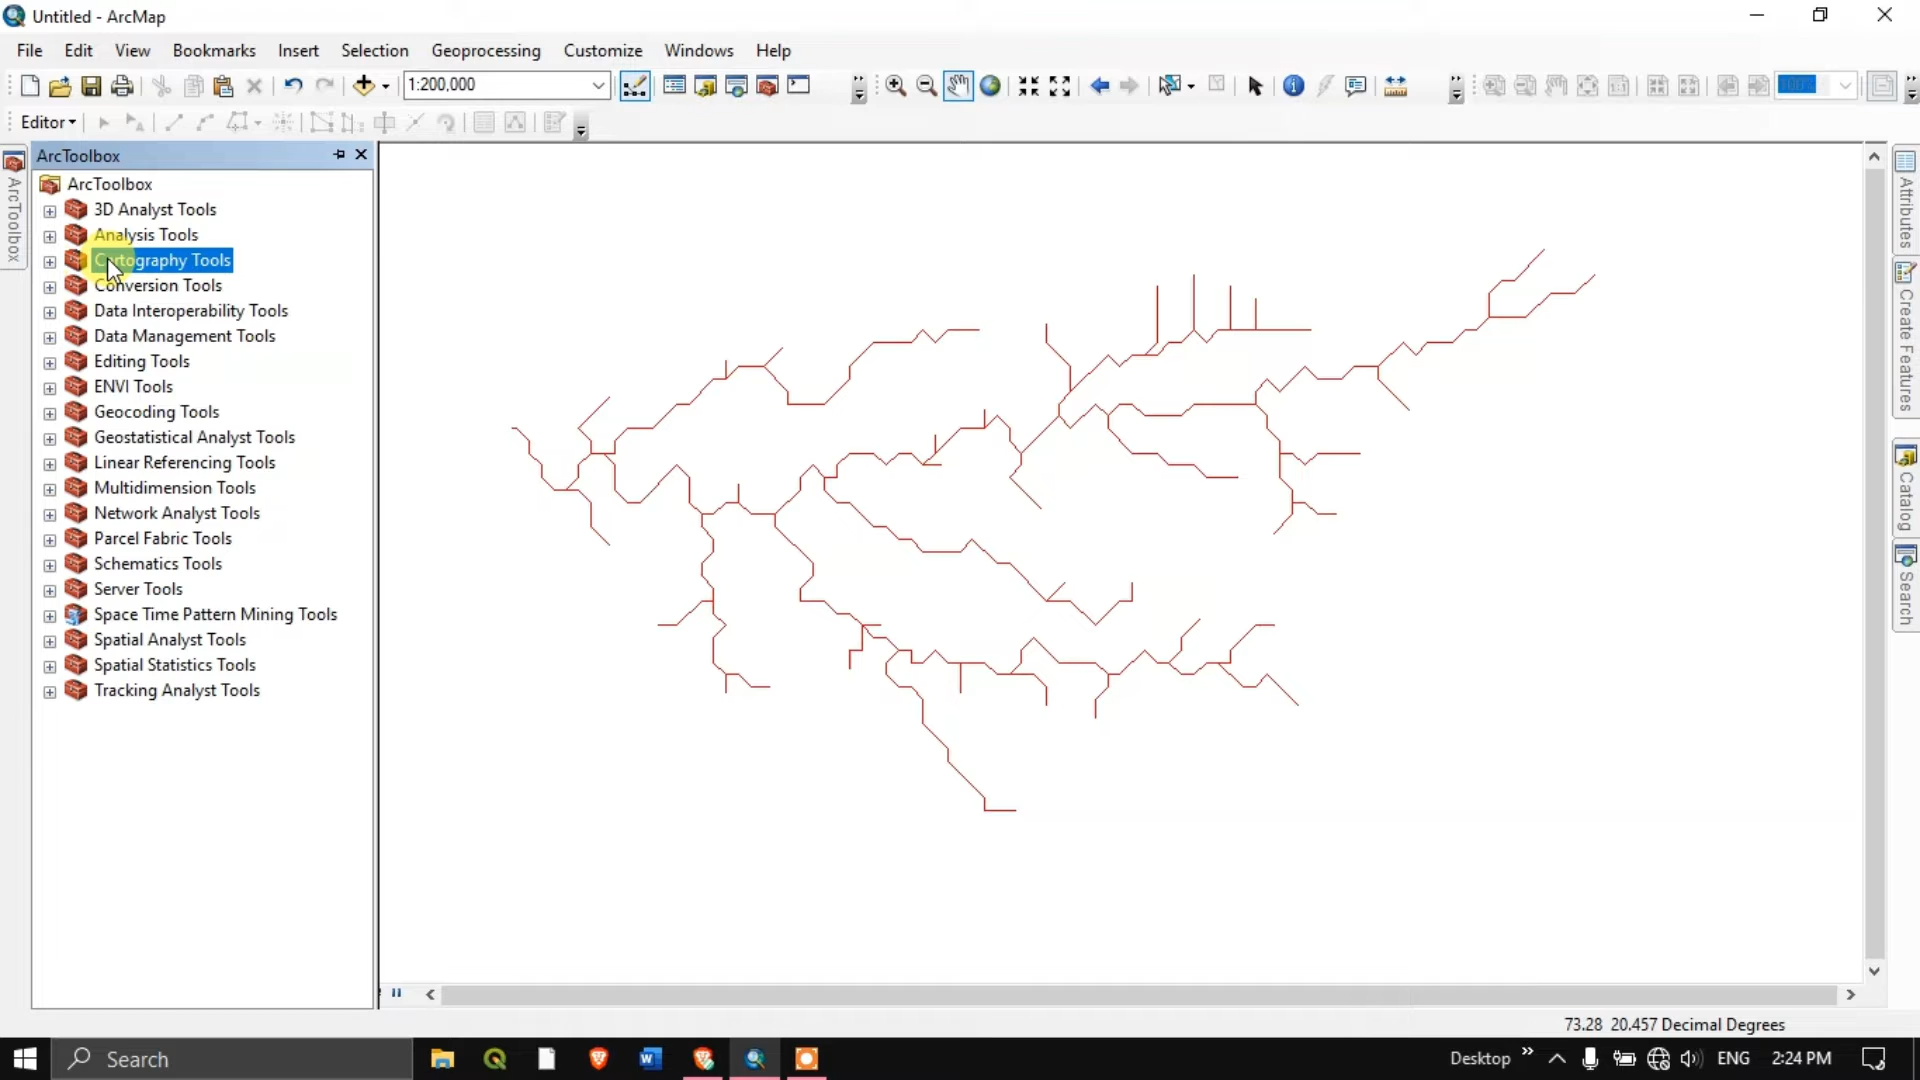 Untitled - ArcMap
File Edit View Bookmarks Insert Selection Geoprocessing Customize Windows Help
1:200,000
Editor
ArcToolbox
ArcToolbox
ArcToolbox
3D Analyst Tools
Analysis Tools
Cartography Tools
Conversion Tools
Data Interoperability Tools
Data Management Tools
Editing Tools
ENVI Tools
Geocoding Tools
Geostatistical Analyst Tools
Linear Referencing Tools
Multidimension Tools
Network Analyst Tools
Parcel Fabric Tools
Schematics Tools
Server Tools
Space Time Pattern Mining Tools
Spatial Analyst Tools
Spatial Statistics Tools
Tracking Analyst Tools
Attributes
Create Features
Catalog
Search
73.28 20.457 Decimal Degrees
Search
Desktop
ENG
2:24 PM